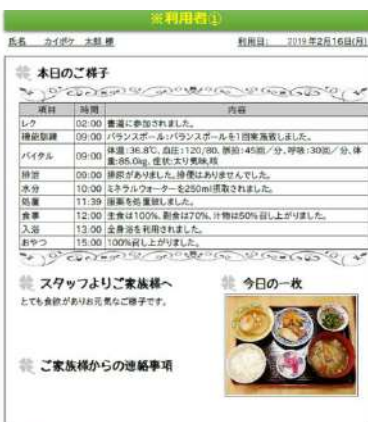 ※利用者①
氏名 カイポケ 太郎 様 利用日: 2019年2月16日(月)
本日のご様子
項目 時間 内容
レク 02:00 書道に参加されました。
機能訓練 09:00 バランスボール:バランスボールを1回実施致しました。
バイタル 09:00 体温:36.8℃、血圧:120/80、脈拍:45回/分、呼吸:30回/分、体
重:85.0kg、症状:太り気味,咳
排泄 09:00 排尿がありました。排便はありませんでした。
水分 10:00 ミネラルウォーターを250ml摂取されました。
処置 11:39 服薬を処置致しました。
食事 12:00 主食は100%、副食は70%、汁物は50%召し上がりました。
入浴 13:00 全身浴を利用されました。
おやつ 15:00 100%召し上がりました。
スタッフよりご家族様へ
とても食欲がありお元気なご様子です。
今日の一枚
ご家族様からの連絡事項